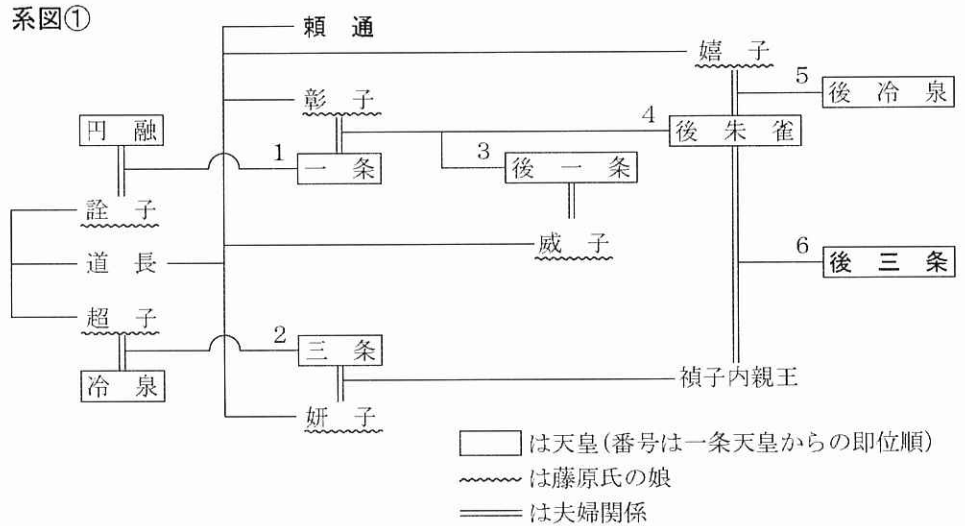 系図①
頼通
嬉子
5
後冷泉
彰子
4
後朱雀
円融
1
一条
3
後一条
詮子
威子
6
後三条
道長
超子
2
三条
冷泉
禎子内親王
妍子
は天皇(番号は一条天皇からの即位順)
は藤原氏の娘
は夫婦関係